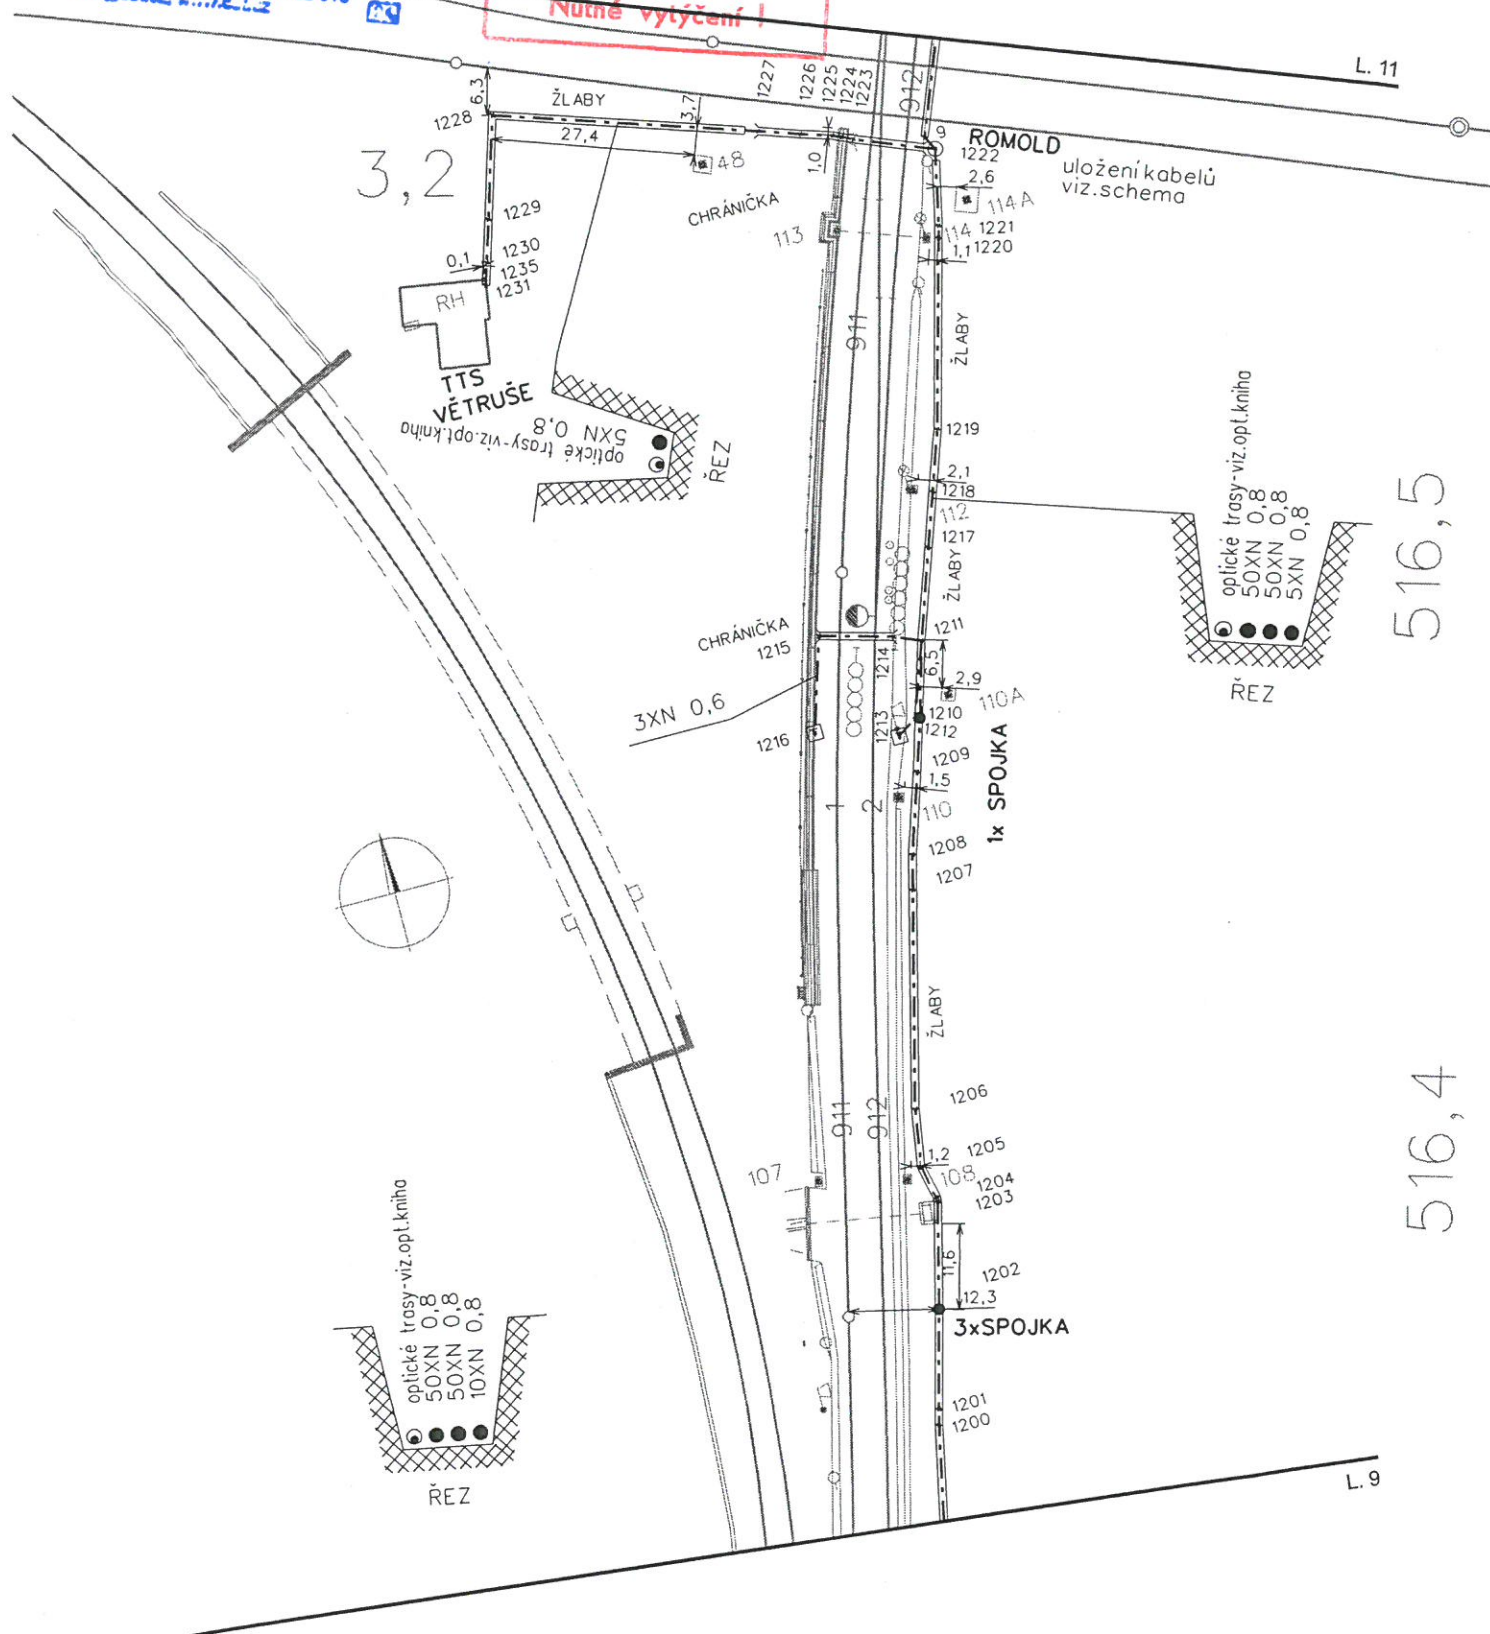 Nutné vytýčení !
L. 11
1227
1226
1225
1224
1223
912
6,3
ŽLABY
3,7
1228
27,4
1,0
9
ROMOLD
1222
uložení kabelů
viz.schema
3,2
48
2,6
114A
CHRÁNIČKA
113
114
1221
1,1
1220
1229
1230
0,1
1235
1231
RH
911
ŽLABY
TTS
VĚTRUŠE
optické trasy-viz.opt.kniha
5XN 0,8
ŘEZ
1219
2,1
1218
112
1217
ŽLABY
optické trasy-viz.opt.kniha
50XN 0,8
50XN 0,8
5XN 0,8
ŘEZ
516,5
CHRÁNIČKA
1215
1211
1214
6,5
2,9
110A
3XN 0,6
1210
1212
1213
1216
1209
1,5
1x SPOJKA
1
2
110
1208
1207
ŽLABY
1206
911
912
1205
1,2
107
108
1204
1203
516,4
11,6
1202
12,3
3xSPOJKA
optické trasy-viz.opt.kniha
50XN 0,8
50XN 0,8
10XN 0,8
ŘEZ
1201
1200
L. 9